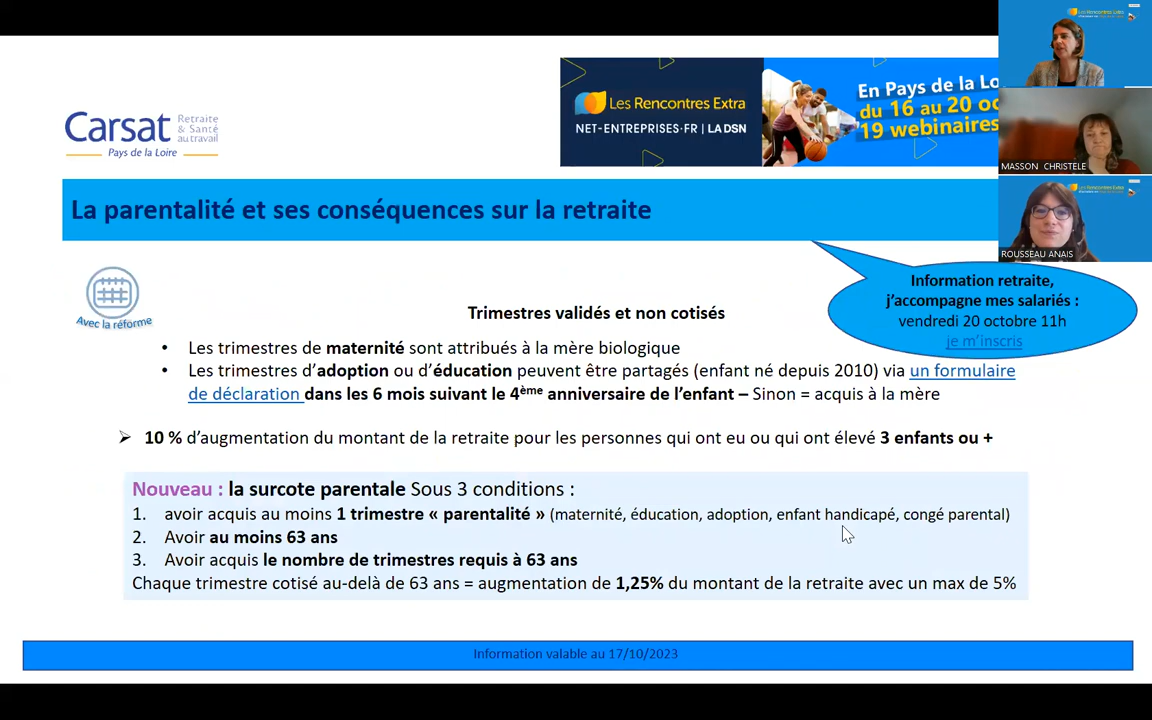 Carsat Retraite & Santé au travail
Pays de la Loire
Les Rencontres Extra
NET-ENTREPRISES·FR | LA DSN
En Pays de la Lo
du 16 au 20 oc
19 webinaires
Les Rencontres Extra
MASSON CHRISTELE
Les Rencontres Extra
ROUSSEAU ANAIS
La parentalité et ses conséquences sur la retraite
Information retraite,
j'accompagne mes salariés :
vendredi 20 octobre 11h
je m'inscris
Avec la réforme
Trimestres validés et non cotisés
• Les trimestres de maternité sont attribués à la mère biologique
• Les trimestres d'adoption ou d'éducation peuvent être partagés (enfant né depuis 2010) via un formulaire
de déclaration dans les 6 mois suivant le 4ème anniversaire de l'enfant – Sinon = acquis à la mère
➢ 10 % d'augmentation du montant de la retraite pour les personnes qui ont eu ou qui ont élevé 3 enfants ou +
Nouveau : la surcote parentale Sous 3 conditions :
1. avoir acquis au moins 1 trimestre « parentalité » (maternité, éducation, adoption, enfant handicapé, congé parental)
2. Avoir au moins 63 ans
3. Avoir acquis le nombre de trimestres requis à 63 ans
Chaque trimestre cotisé au-delà de 63 ans = augmentation de 1,25% du montant de la retraite avec un max de 5%
Information valable au 17/10/2023